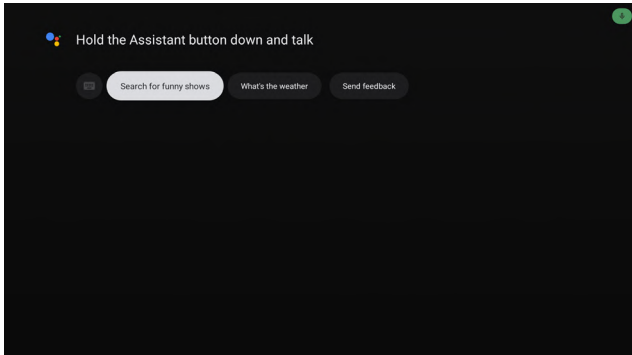 Hold the Assistant button down and talk
Search for funny shows What's the weather Send feedback